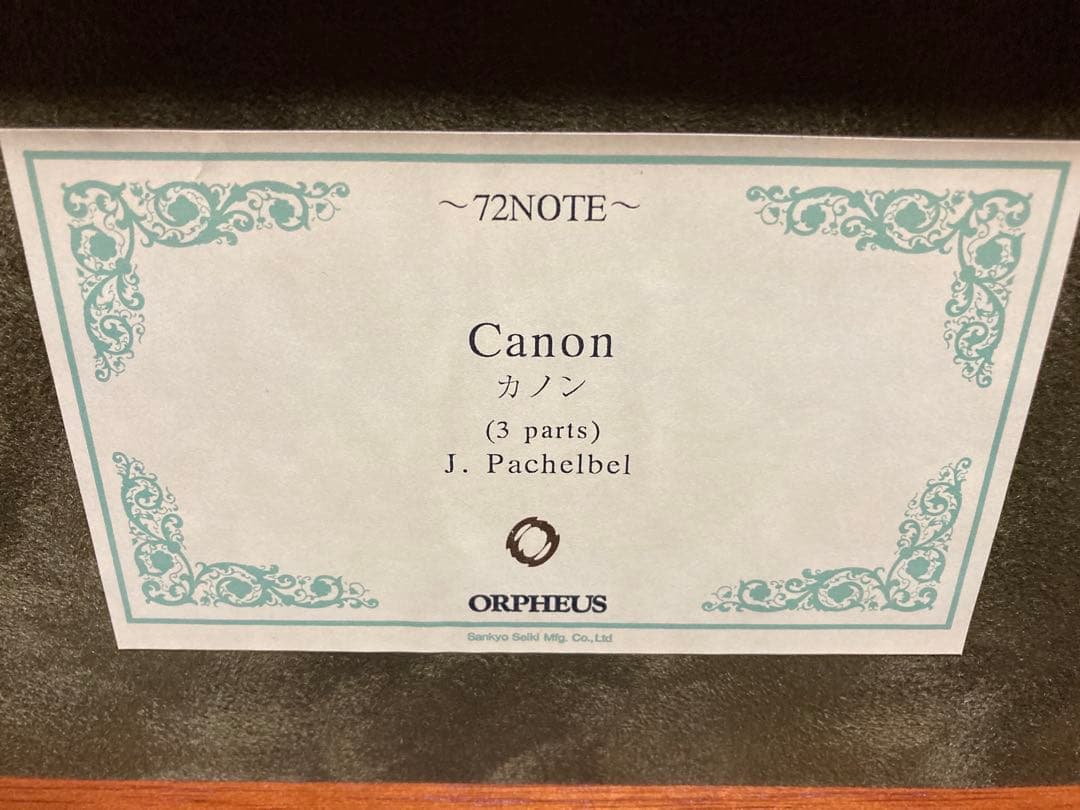 ～72NOTE～
Canon
カノン
(3 parts)
J. Pachelbel
ORPHEUS
Sankyo Seiki Mfg. Co.,Ltd